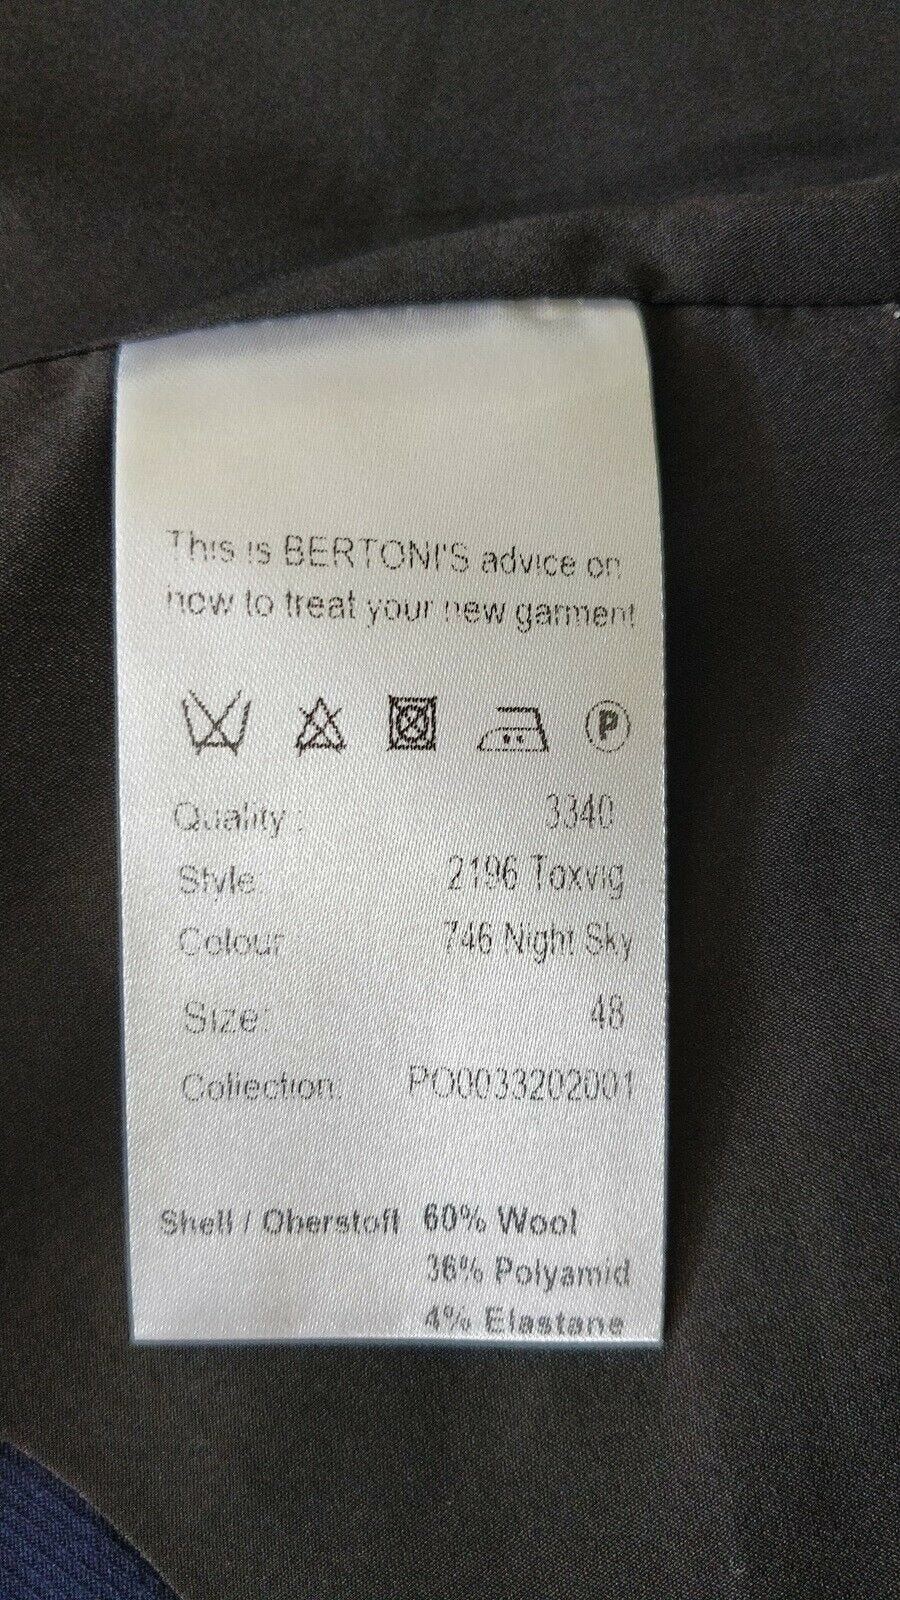 This is BERTONI'S advice on
how to treat your new garment
P
Quality : 3340
Style 2196 Toxvig
Colour 746 Night Sky
Size: 48
Collection: PO0033202001
Shell / Oberstoff 60% Wool
36% Polyamid
4% Elastane